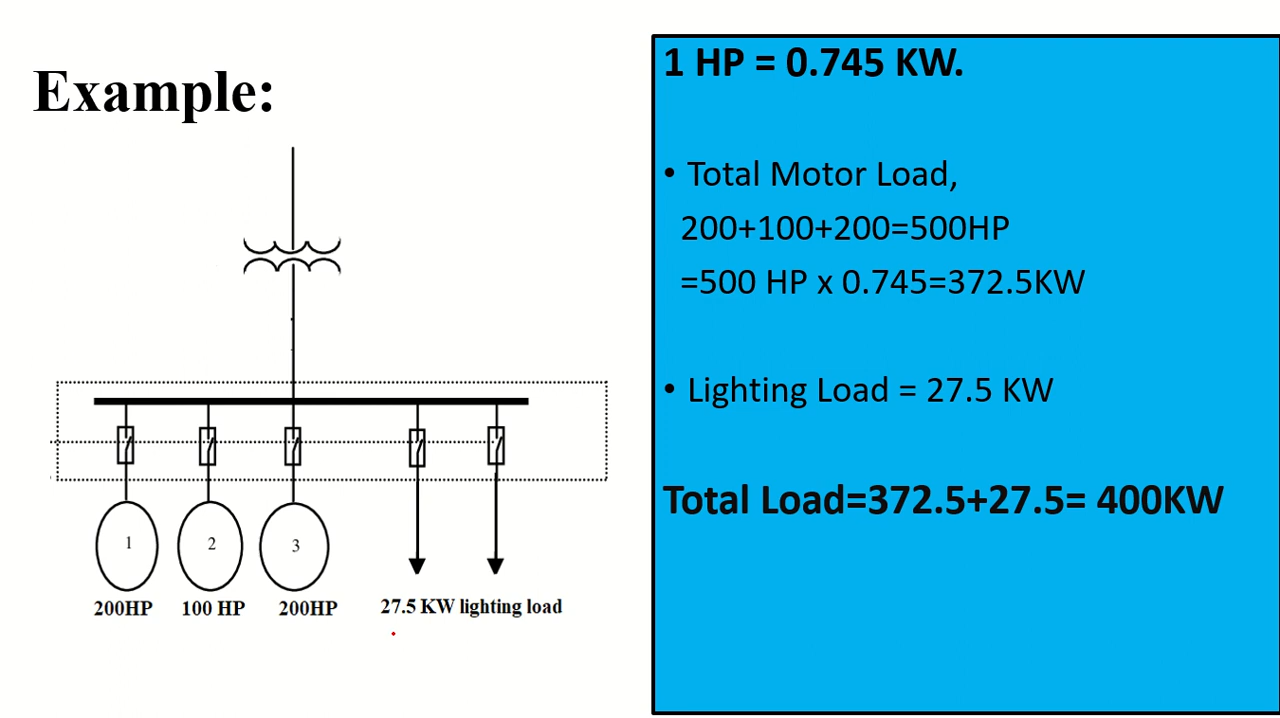 Example:
1
2
3
200HP
100 HP
200HP
27.5 KW lighting load
1 HP = 0.745 KW.
• Total Motor Load,
200+100+200=500HP
=500 HP x 0.745=372.5KW
• Lighting Load = 27.5 KW
Total Load=372.5+27.5= 400KW